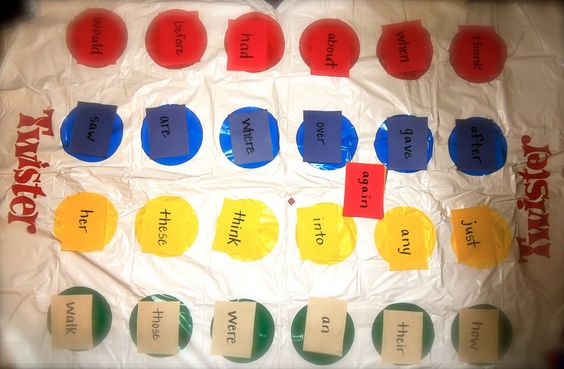 would before had about when thank
saw are where over gave after
again
her these think into any just
walk those were an their how
Twister
Twister